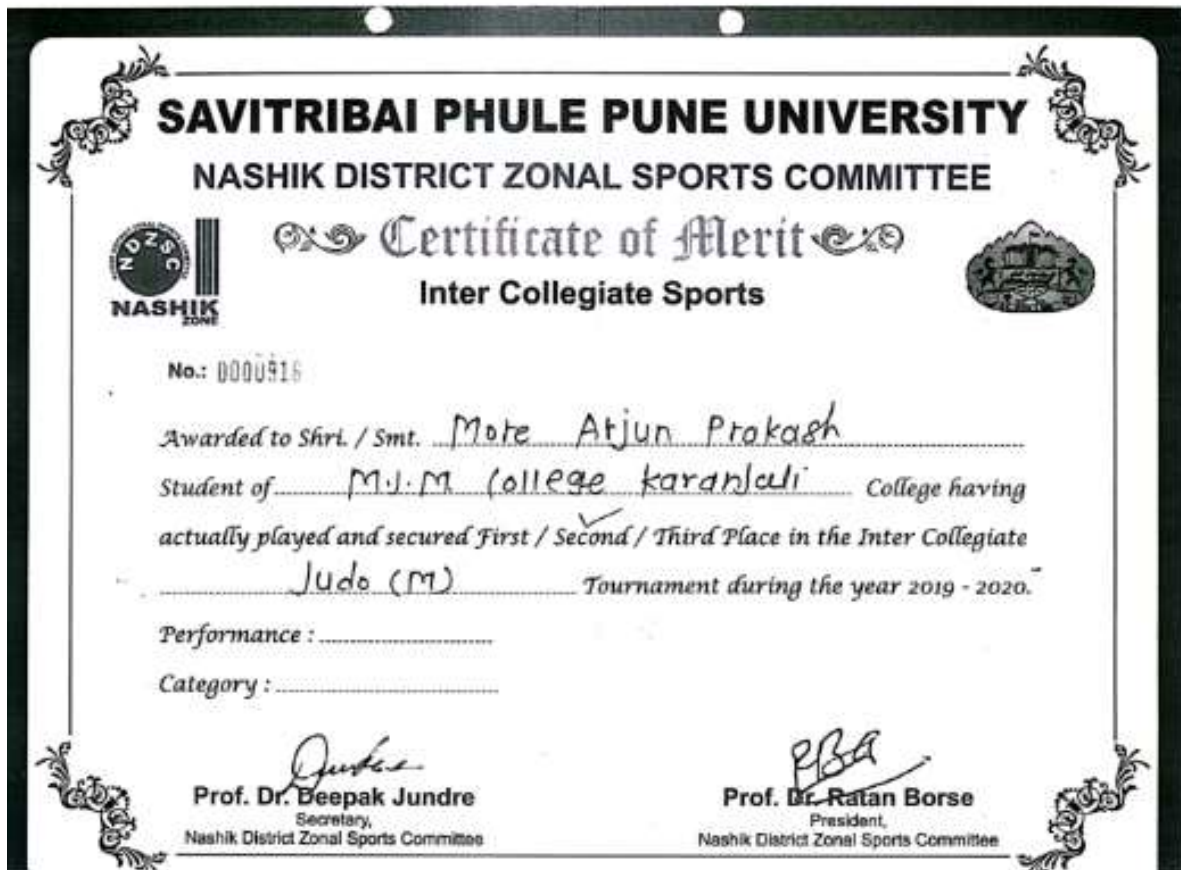 SAVITRIBAI PHULE PUNE UNIVERSITY
NASHIK DISTRICT ZONAL SPORTS COMMITTEE
Certificate of Merit
Inter Collegiate Sports
NDZSC
NASHIK
ZONE
No.: 0000916
Awarded to Shri. / Smt. More Arjun Prakash
Student of M.J.M College Karanjali College having
actually played and secured First / Second / Third Place in the Inter Collegiate
Judo (M) Tournament during the year 2019 - 2020.
Performance :
Category :
Prof. Dr. Deepak Jundre
Secretary,
Nashik District Zonal Sports Committee
Prof. Dr. Ratan Borse
President,
Nashik District Zonal Sports Committee